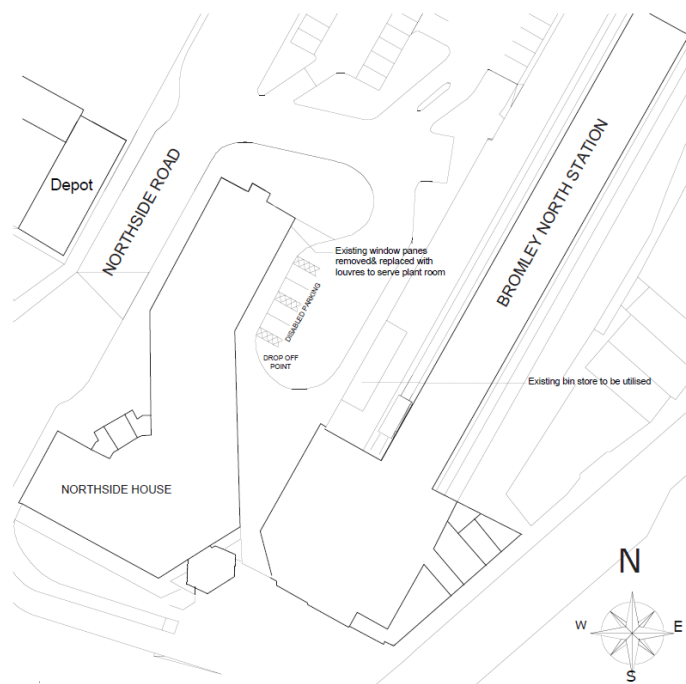 Depot
NORTHSIDE ROAD
BROMLEY NORTH STATION
Existing window panes
removed& replaced with
louvres to serve plant room
DISABLED PARKING
DROP OFF
POINT
Existing bin store to be utilised
NORTHSIDE HOUSE
N
W
E
S